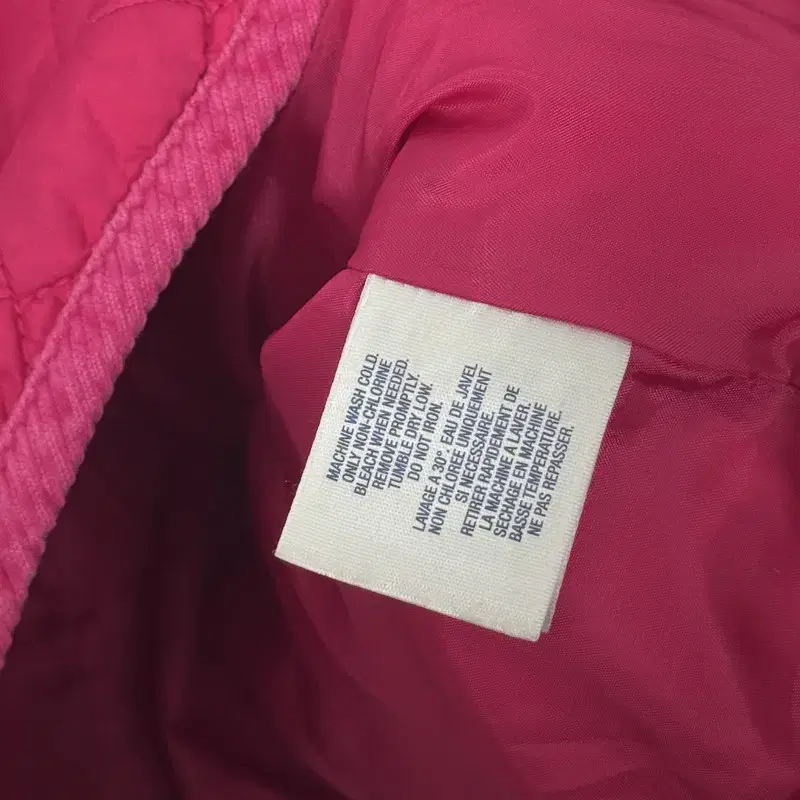 MACHINE WASH COLD.
ONLY NON-CHLORINE
BLEACH WHEN NEEDED.
REMOVE PROMPTLY.
TUMBLE DRY LOW.
DO NOT IRON.
LAVAGE A 30°, EAU DE JAVEL
NON CHLOREE UNIQUEMENT
SI NECESSAIRE.
RETIRER RAPIDEMENT DE
LA MACHINE A LAVER.
SECHAGE EN MACHINE
BASSE TEMPERATURE.
NE PAS REPASSER.